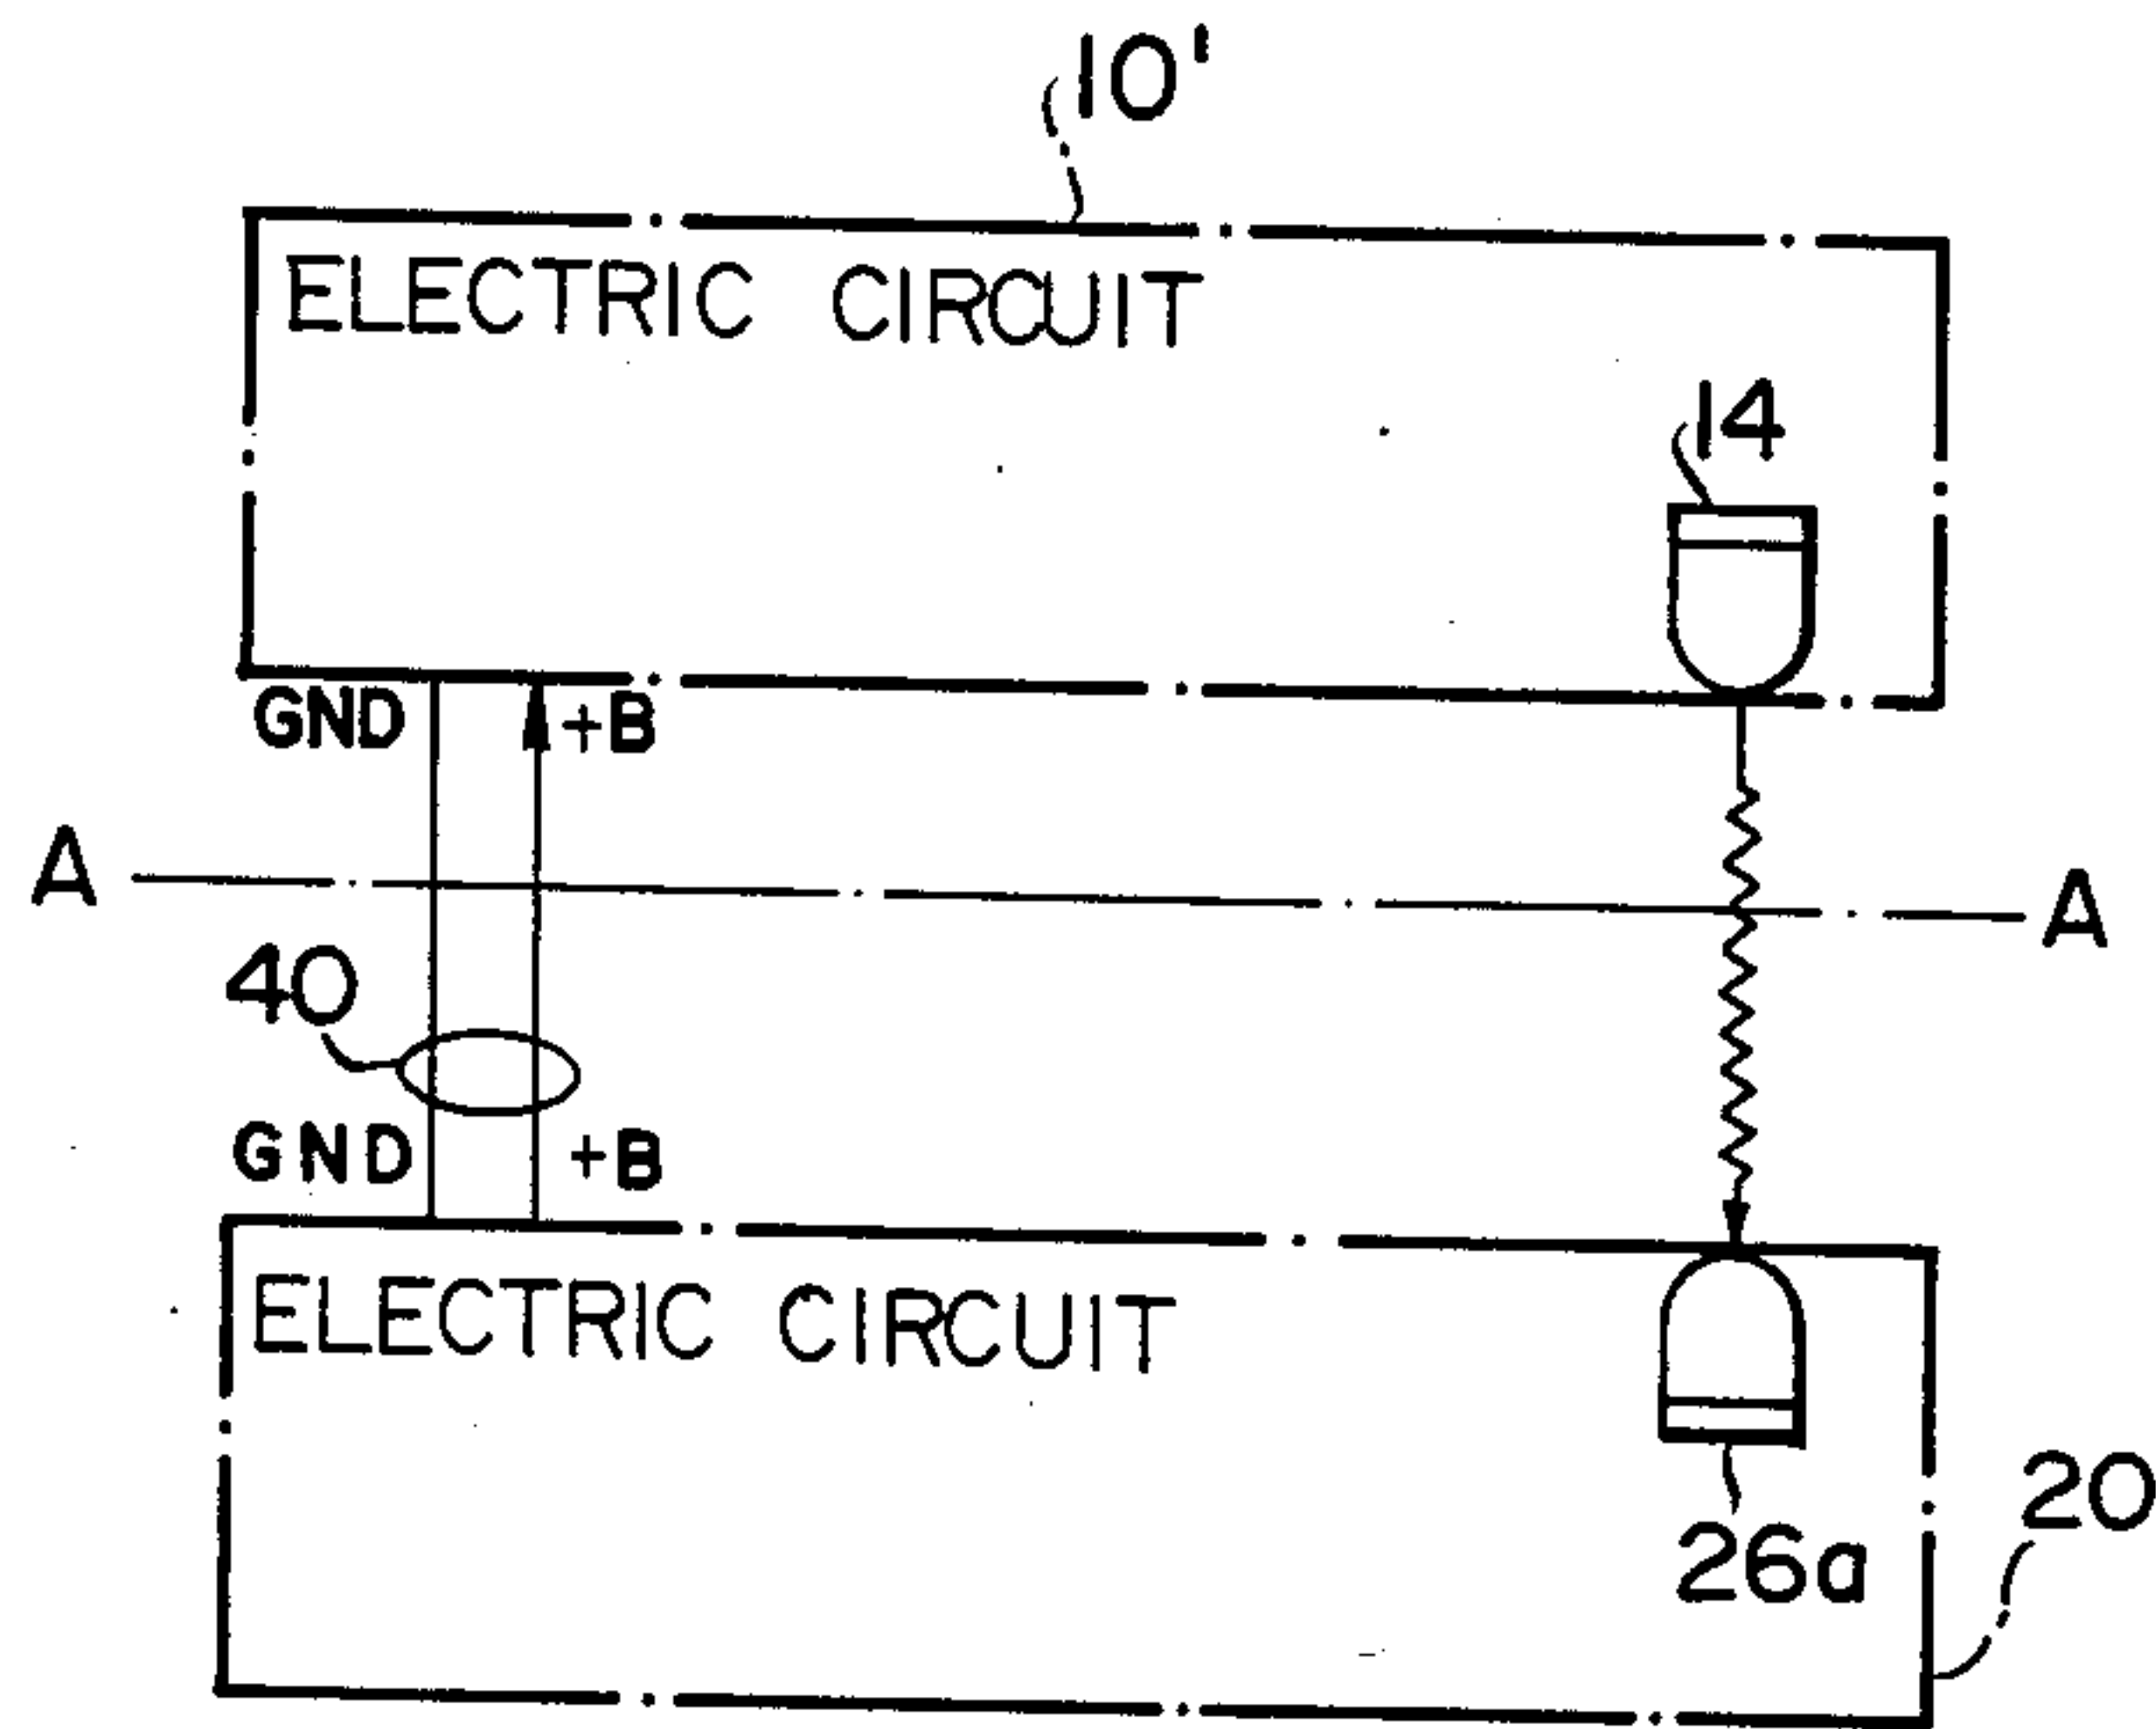 10'
ELECTRIC CIRCUIT
14
GND +B
A A
40
GND +B
ELECTRIC CIRCUIT
20
26a